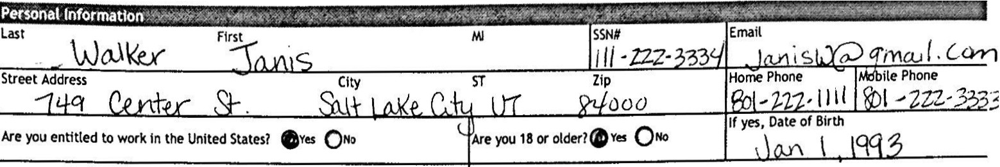 Personal Information
Last First MI SSN# Email
Walker Janis 111-222-3334 JanisW@gmail.com
Street Address City ST Zip Home Phone Mobile Phone
749 Center St. Salt Lake City UT 84000 801-222-1111 801-222-3333
Are you entitled to work in the United States? Yes No Are you 18 or older? Yes No If yes, Date of Birth
Jan 1, 1993